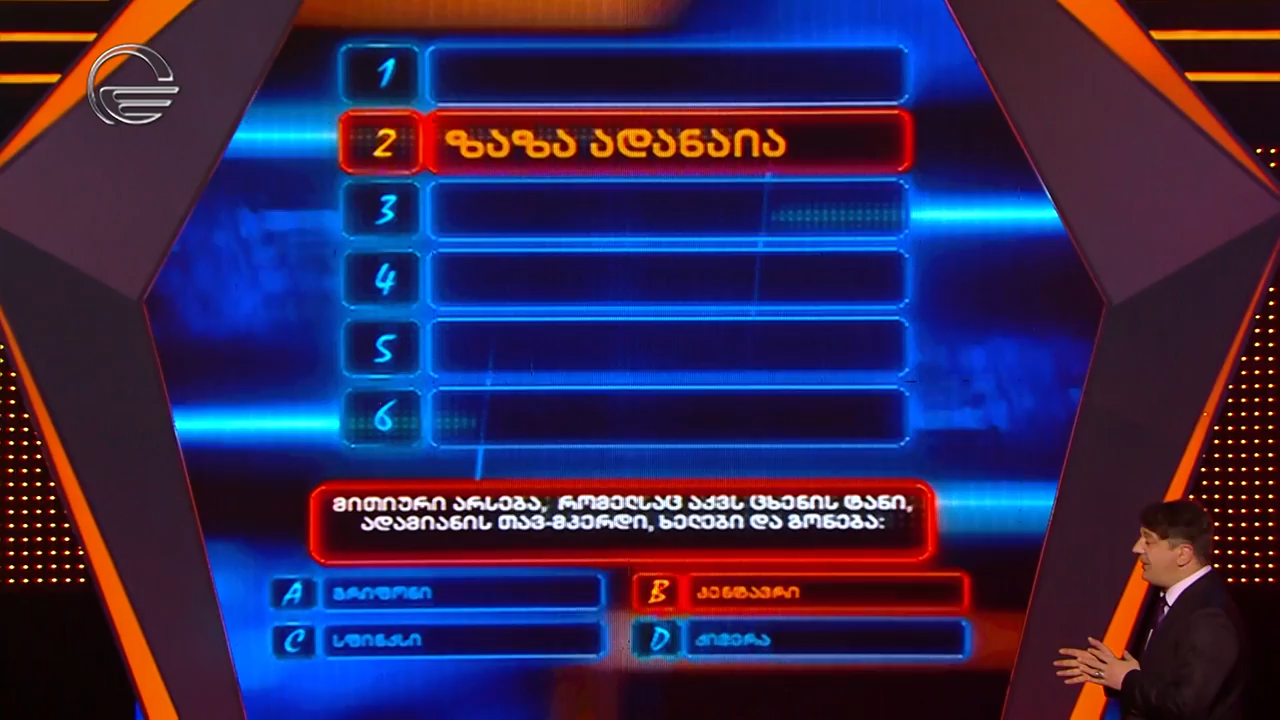 1
2 ზაზა ადანაია
3
4
5
6
მითიური არსება, რომელსაც აქვს ცხენის ტანი,
ადამიანის თავ-მკერდი, ხელები და გონება:
A გრიფონი
B კენტავრი
C სფინქსი
D ქიმერა